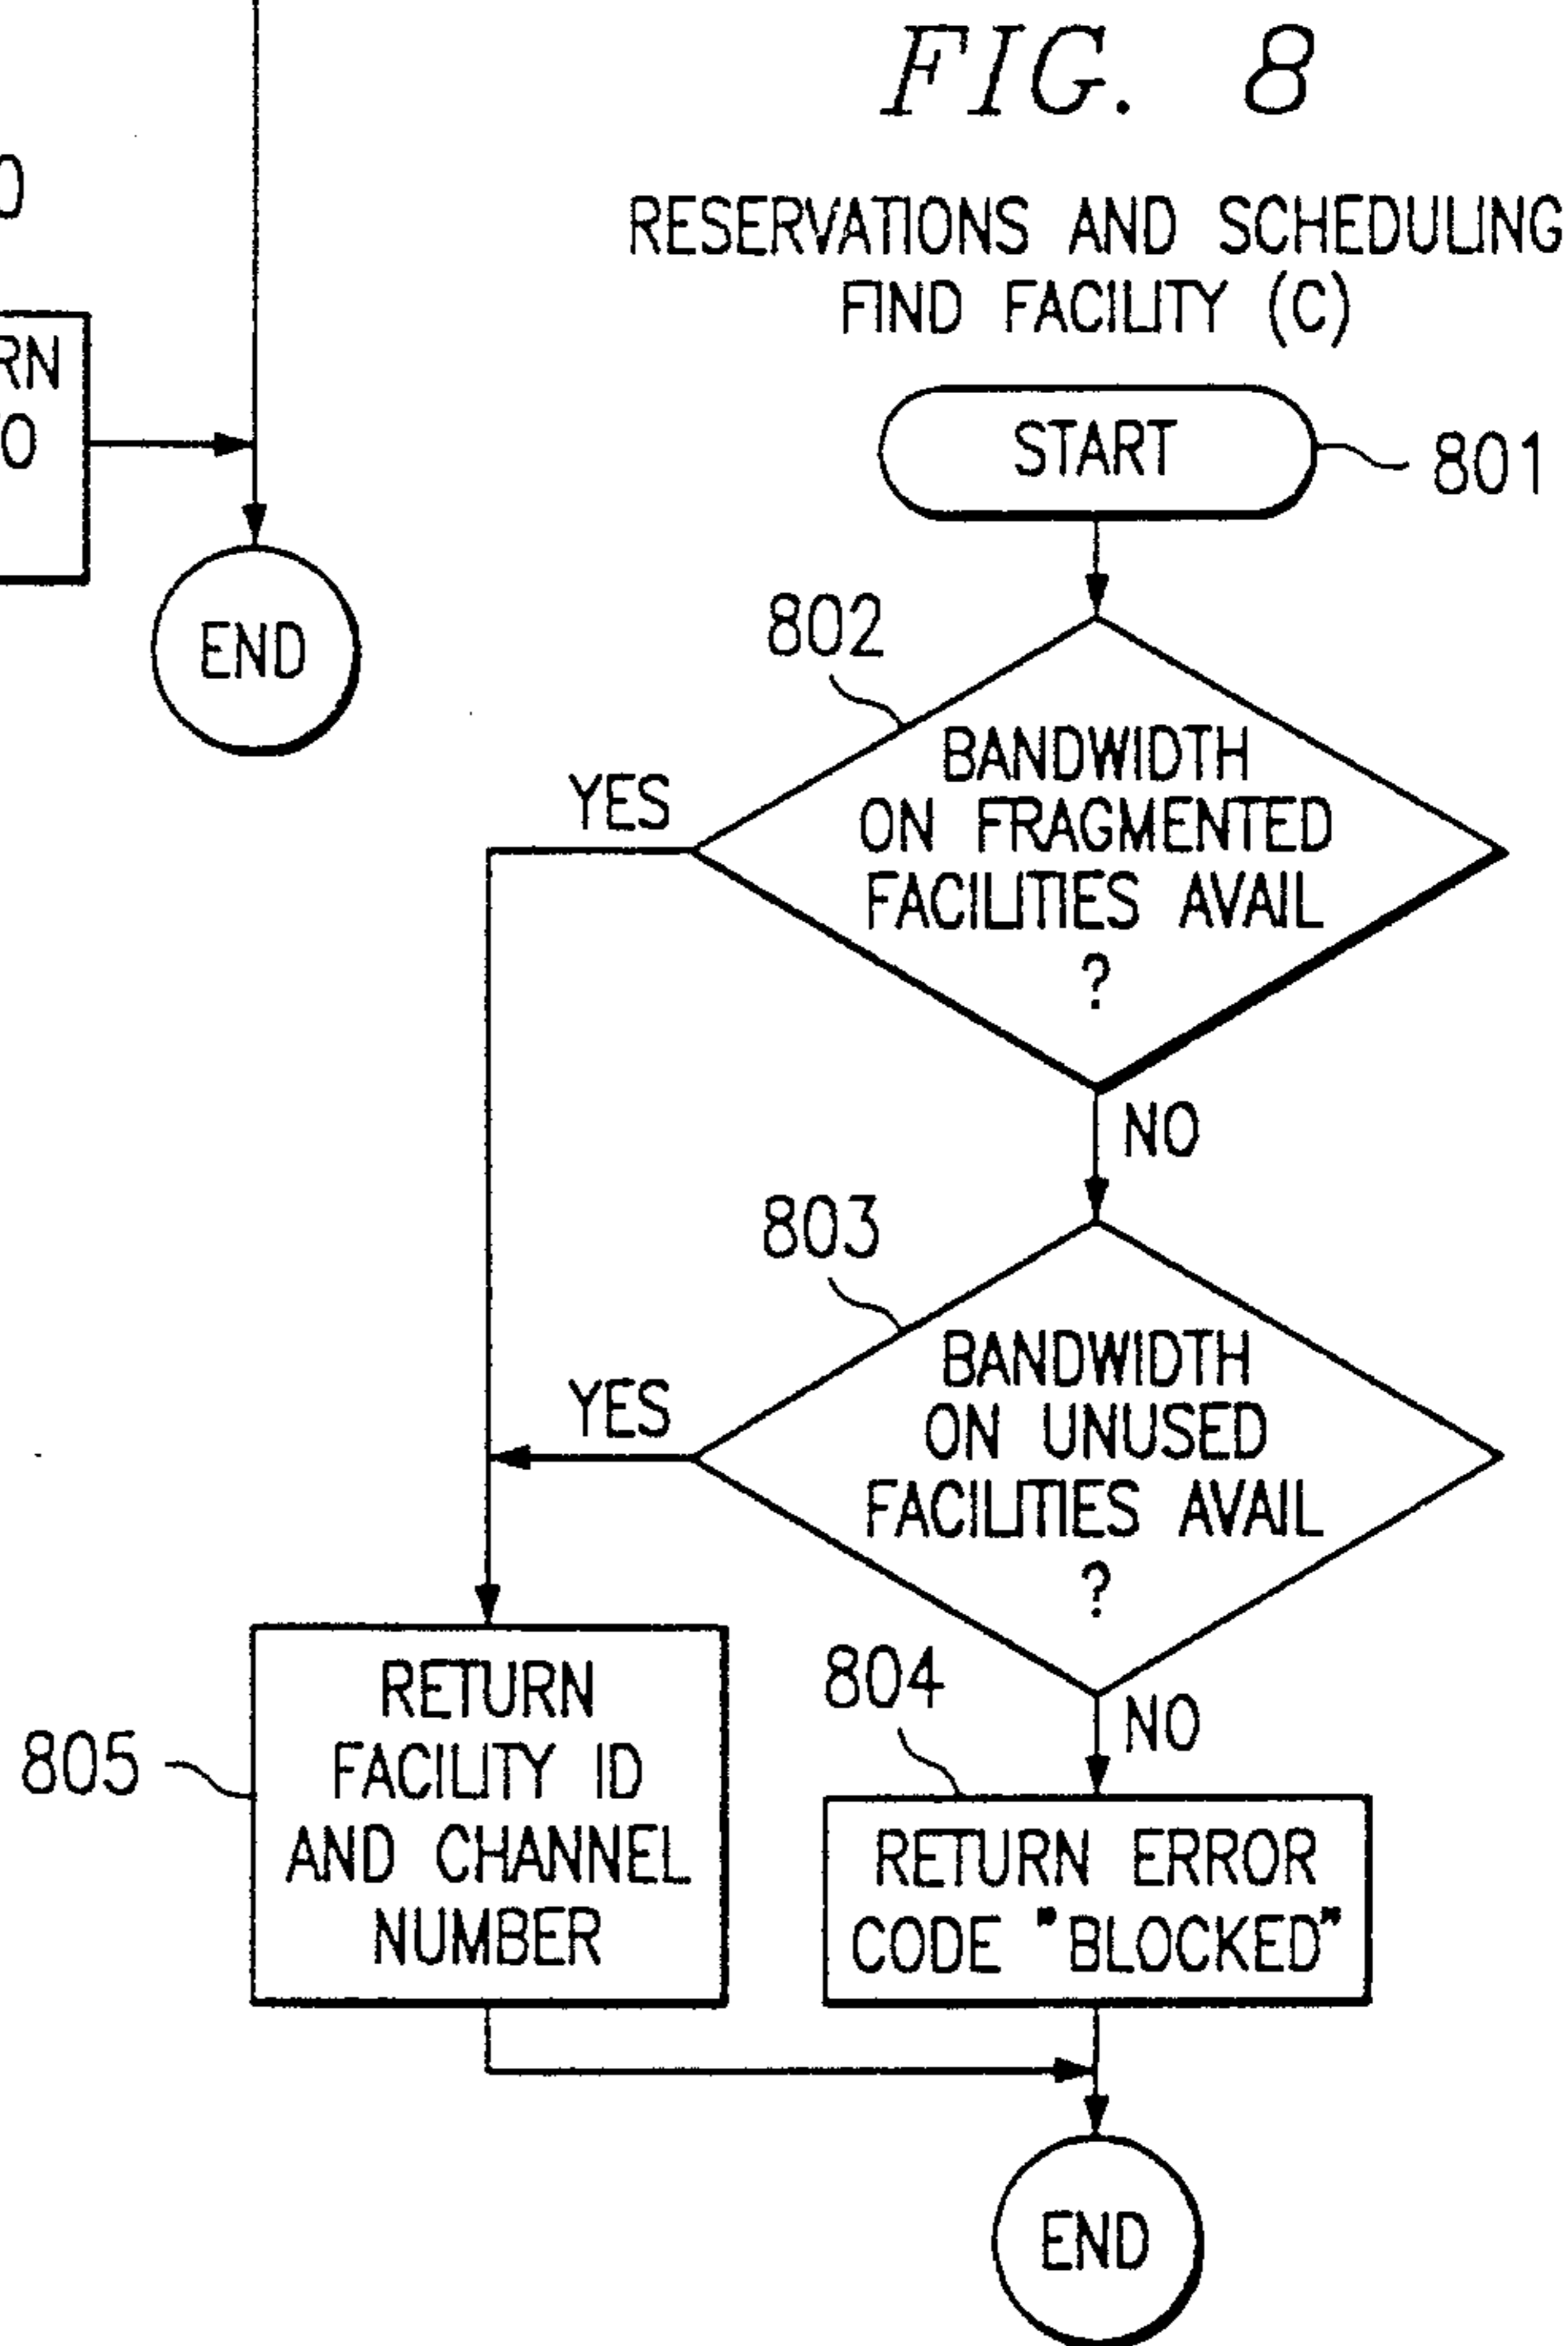 FIG. 8
RESERVATIONS AND SCHEDULING
FIND FACILITY (C)
START
801
802
BANDWIDTH
ON FRAGMENTED
FACILITIES AVAIL
?
YES
NO
803
BANDWIDTH
ON UNUSED
FACILITIES AVAIL
?
YES
NO
804
RETURN ERROR
CODE "BLOCKED"
805
RETURN
FACILITY ID
AND CHANNEL
NUMBER
END
END